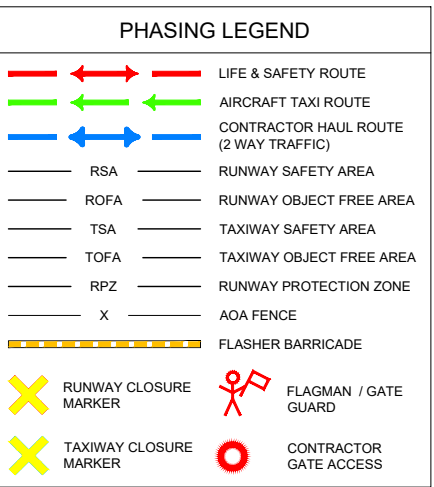 PHASING LEGEND
LIFE & SAFETY ROUTE
AIRCRAFT TAXI ROUTE
CONTRACTOR HAUL ROUTE
(2 WAY TRAFFIC)
RSA RUNWAY SAFETY AREA
ROFA RUNWAY OBJECT FREE AREA
TSA TAXIWAY SAFETY AREA
TOFA TAXIWAY OBJECT FREE AREA
RPZ RUNWAY PROTECTION ZONE
X AOA FENCE
FLASHER BARRICADE
RUNWAY CLOSURE
MARKER
FLAGMAN / GATE
GUARD
TAXIWAY CLOSURE
MARKER
CONTRACTOR
GATE ACCESS